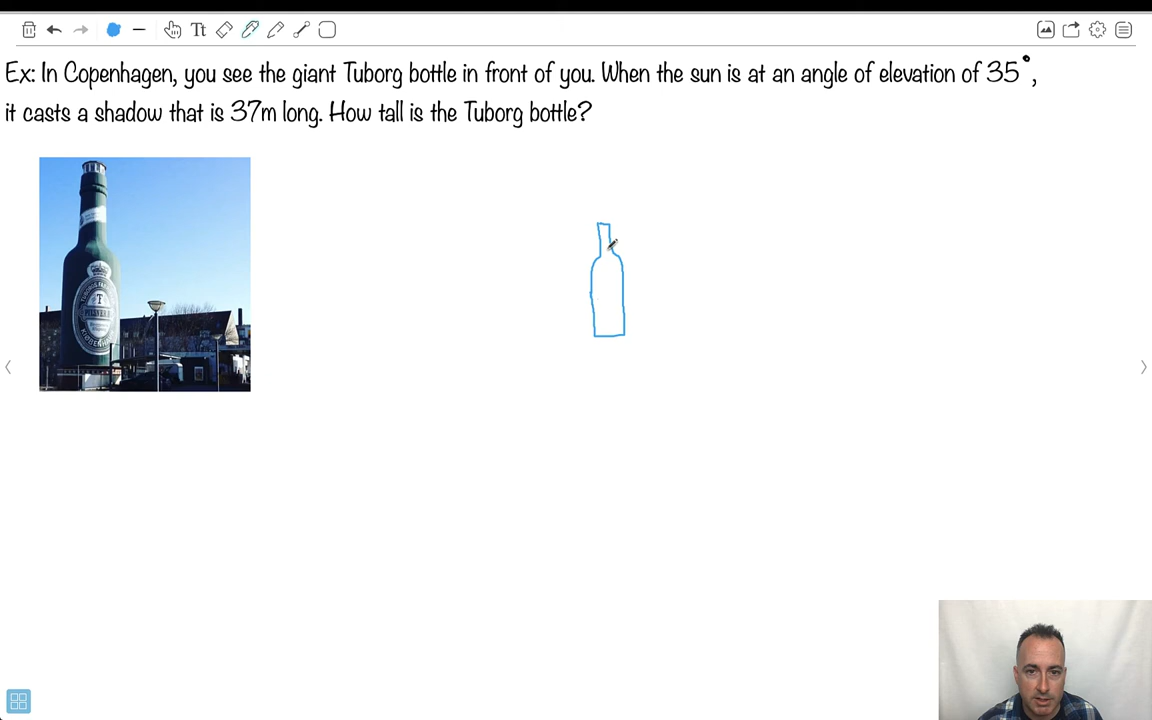 Tt
Ex: In Copenhagen, you see the giant Tuborg bottle in front of you. When the sun is at an angle of elevation of 35°,
it casts a shadow that is 37m long. How tall is the Tuborg bottle?
T